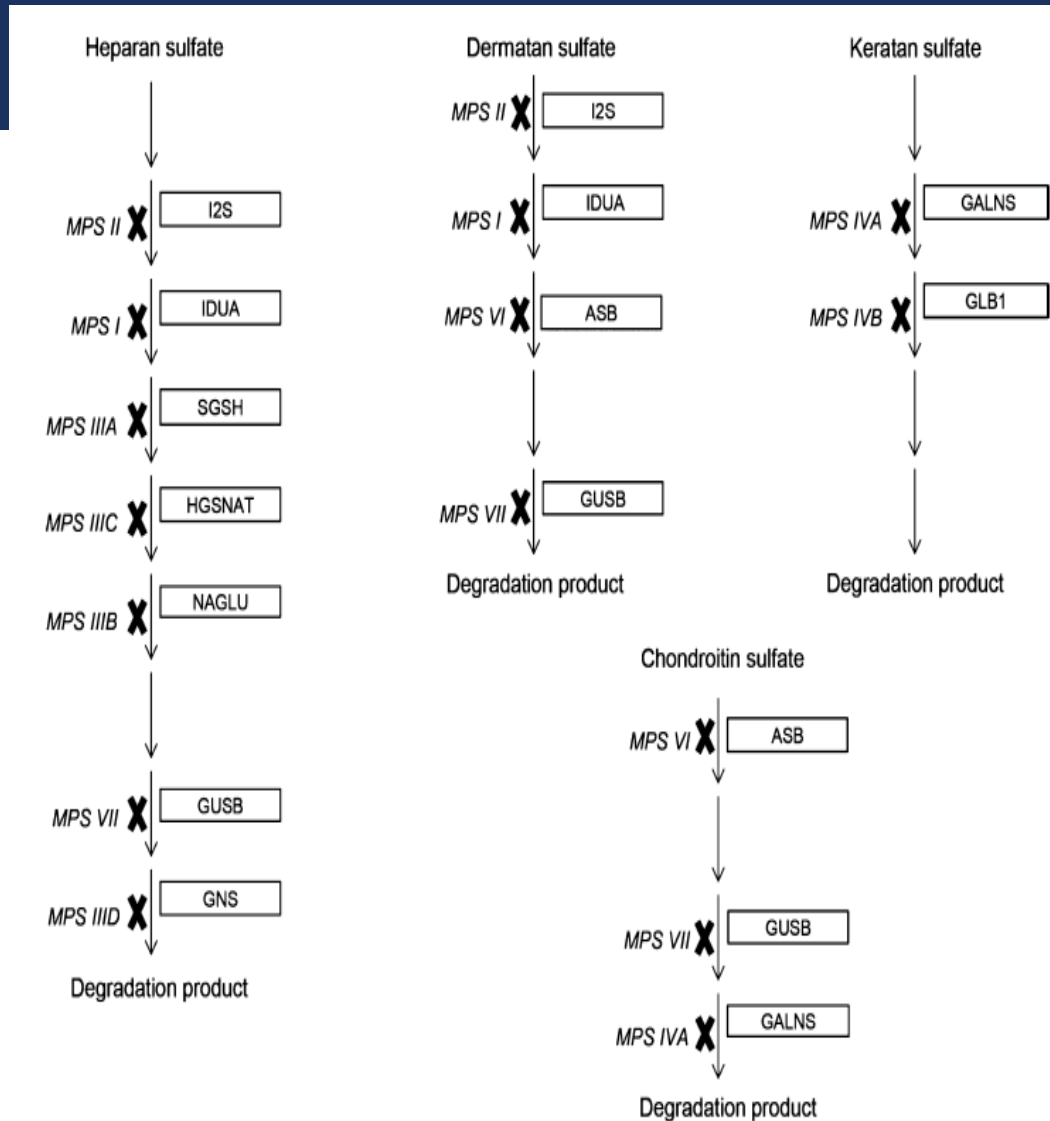 Heparan sulfate
MPS II
I2S
MPS I
IDUA
MPS IIIA
SGSH
MPS IIIC
HGSNAT
MPS IIIB
NAGLU
MPS VII
GUSB
MPS IIID
GNS
Degradation product
Dermatan sulfate
MPS II
I2S
MPS I
IDUA
MPS VI
ASB
MPS VII
GUSB
Degradation product
Keratan sulfate
MPS IVA
GALNS
MPS IVB
GLB1
Degradation product
Chondroitin sulfate
MPS VI
ASB
MPS VII
GUSB
MPS IVA
GALNS
Degradation product